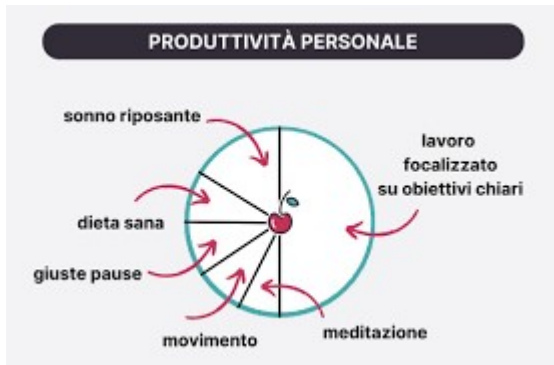 PRODUTTIVITÀ PERSONALE
sonno riposante
lavoro
focalizzato
su obiettivi chiari
dieta sana
giuste pause
movimento
meditazione